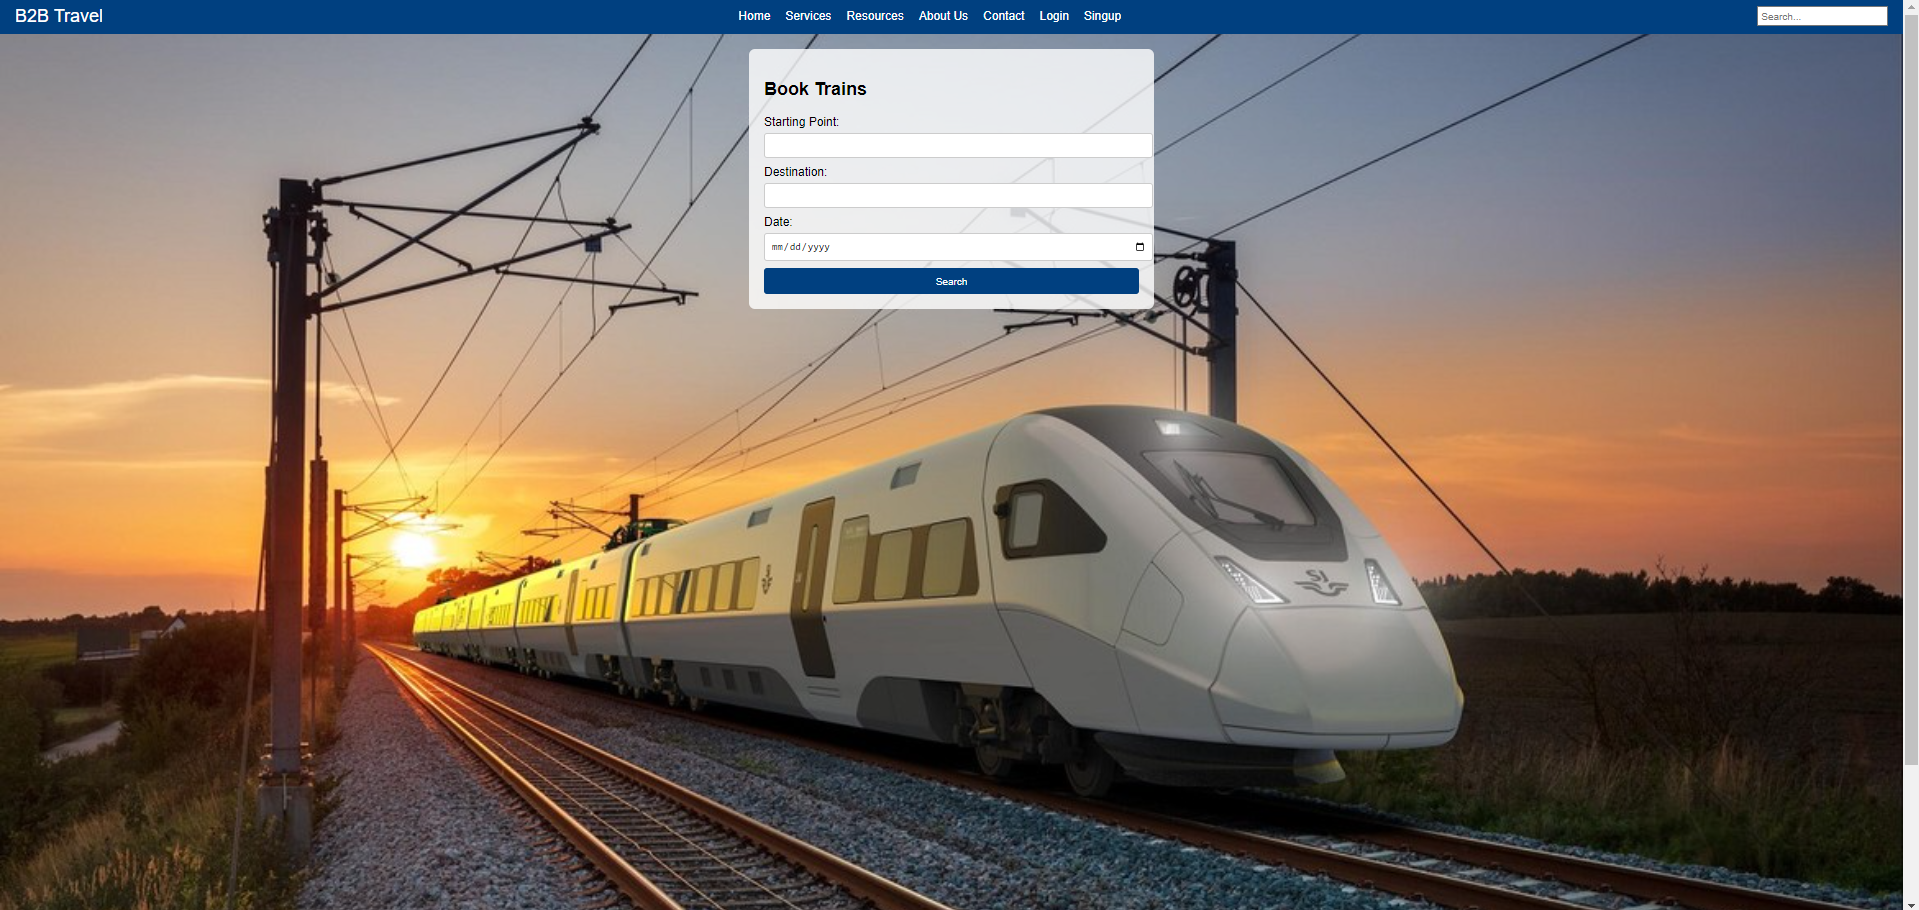 B2B Travel
Home Services Resources About Us Contact Login Singup
Search...
Book Trains
Starting Point:
Destination:
Date:
mm/dd/yyyy
Search
SJ